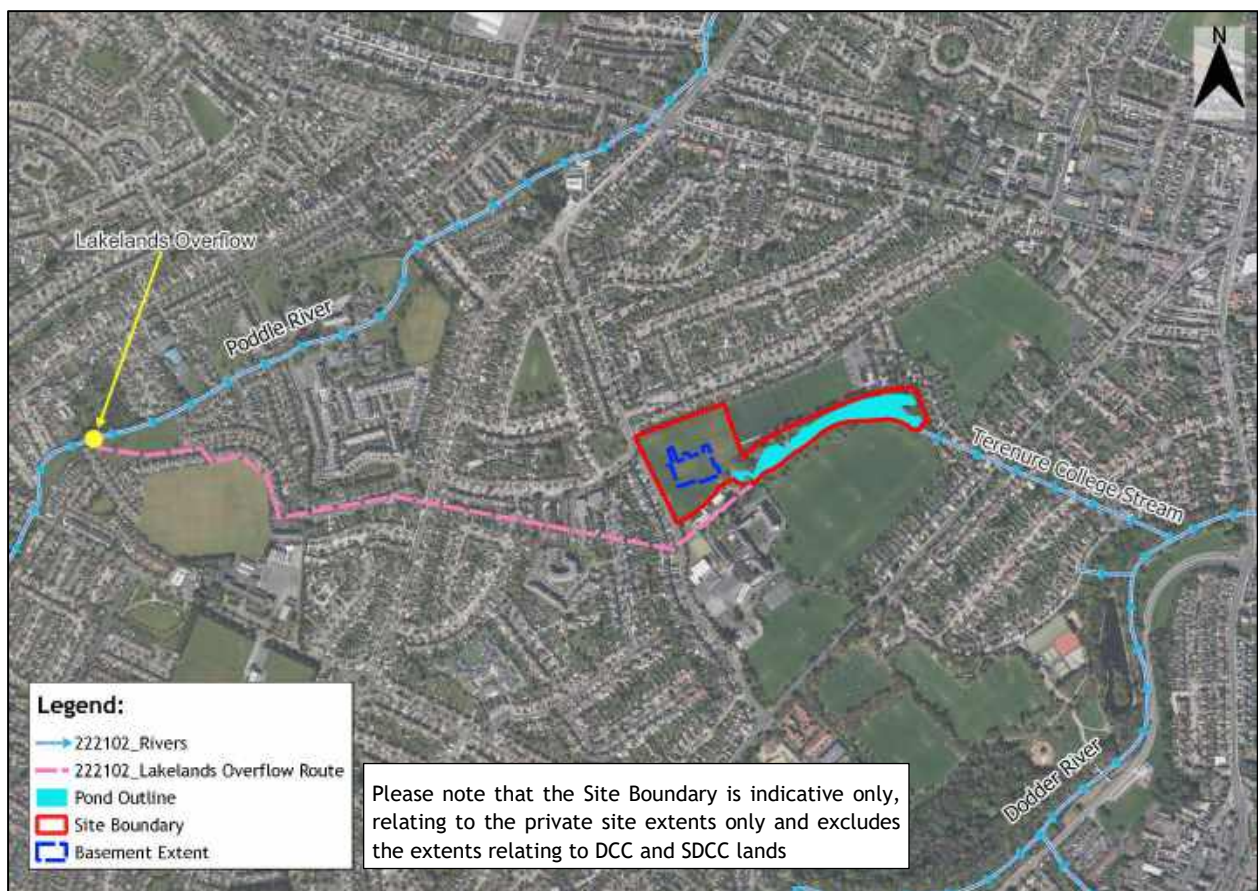 N
Lakelands Overflow
Poddle River
Terenure College Stream
Dodder River
Legend:
222102_Rivers
222102_Lakelands Overflow Route
Pond Outline
Site Boundary
Basement Extent
Please note that the Site Boundary is indicative only,
relating to the private site extents only and excludes
the extents relating to DCC and SDCC lands